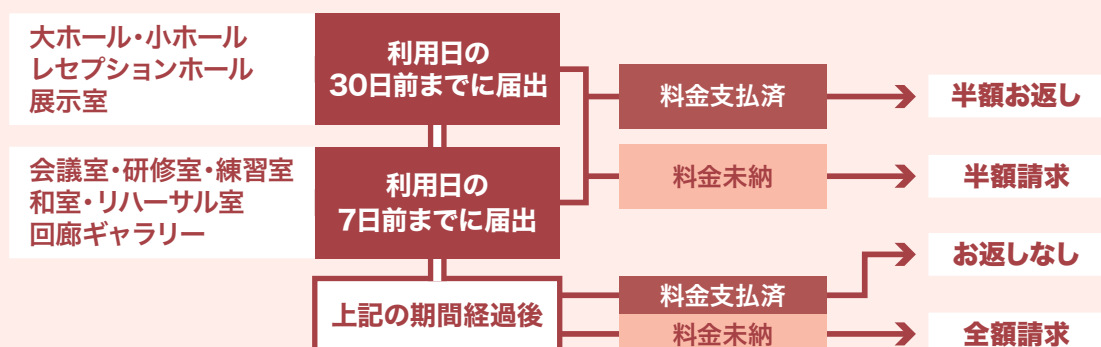 大ホール・小ホール
レセプションホール
展示室
利用日の
30日前までに届出
会議室・研修室・練習室
和室・リハーサル室
回廊ギャラリー
利用日の
7日前までに届出
料金支払済
半額お返し
料金未納
半額請求
上記の期間経過後
料金支払済
お返しなし
料金未納
全額請求